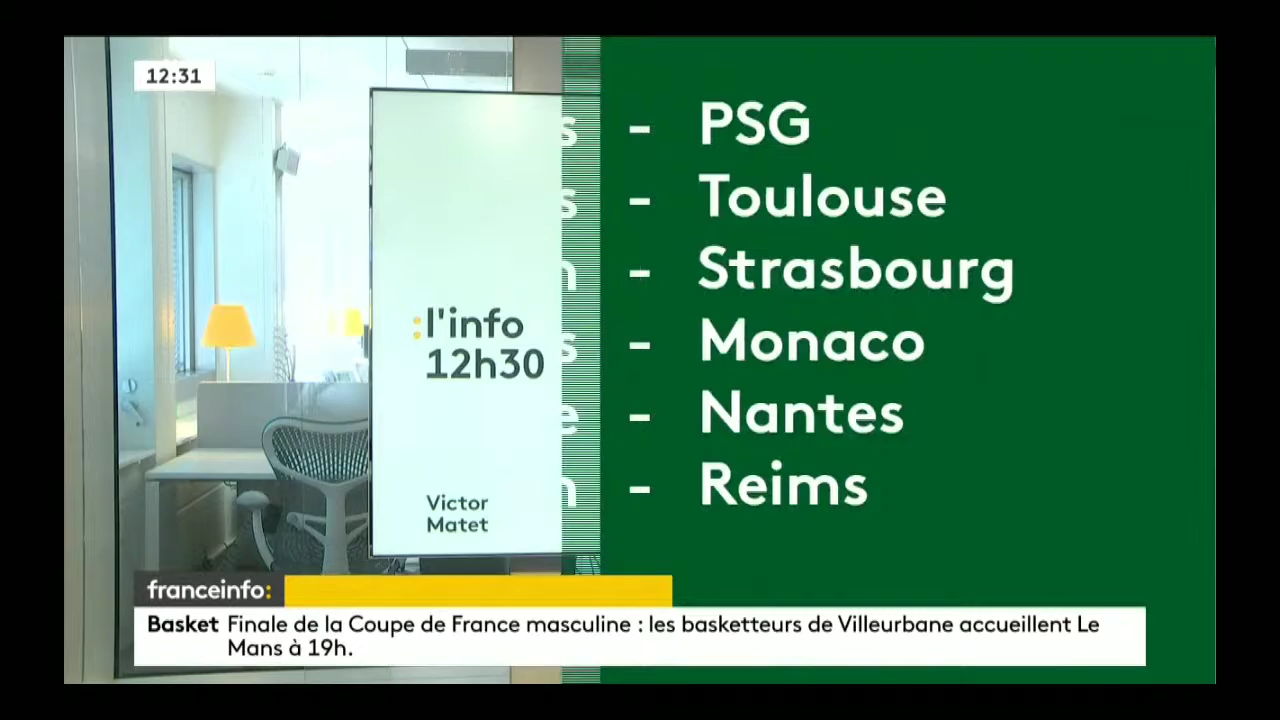 12:31
s - PSG
s - Toulouse
n - Strasbourg
s - Monaco
e - Nantes
n - Reims
:l'info
12h30
Victor
Matet
franceinfo:
Basket Finale de la Coupe de France masculine : les basketteurs de Villeurbane accueillent Le
Mans à 19h.